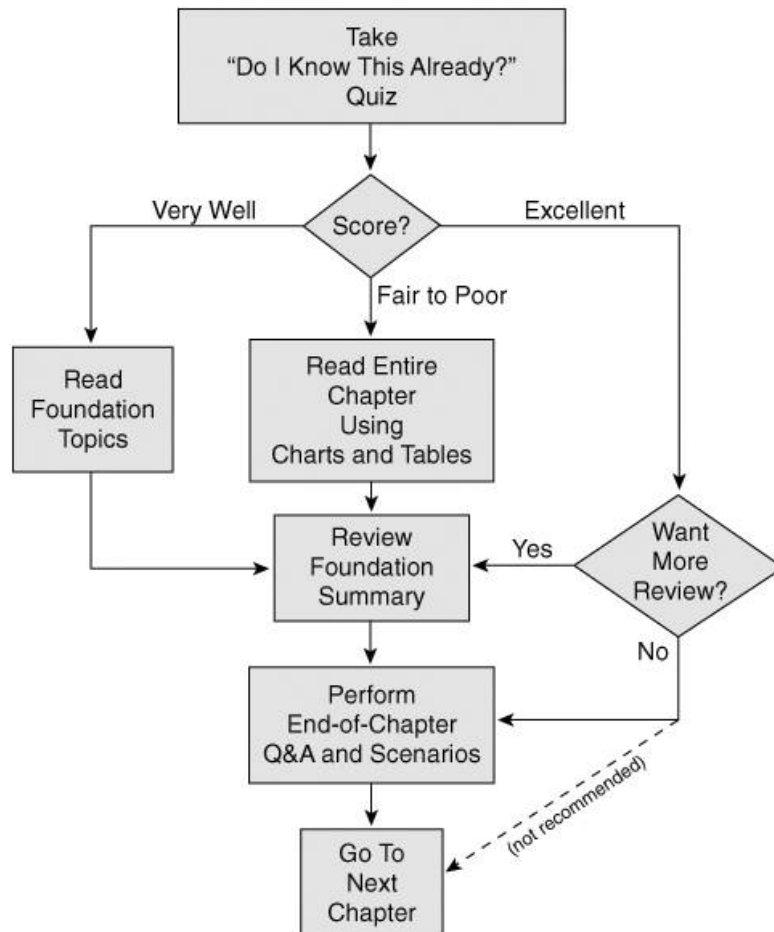 Take
“Do I Know This Already?”
Quiz
Very Well
Score?
Excellent
Fair to Poor
Read
Foundation
Topics
Read Entire
Chapter
Using
Charts and Tables
Review
Foundation
Summary
Yes
Want
More
Review?
No
Perform
End-of-Chapter
Q&A and Scenarios
(not recommended)
Go To
Next
Chapter